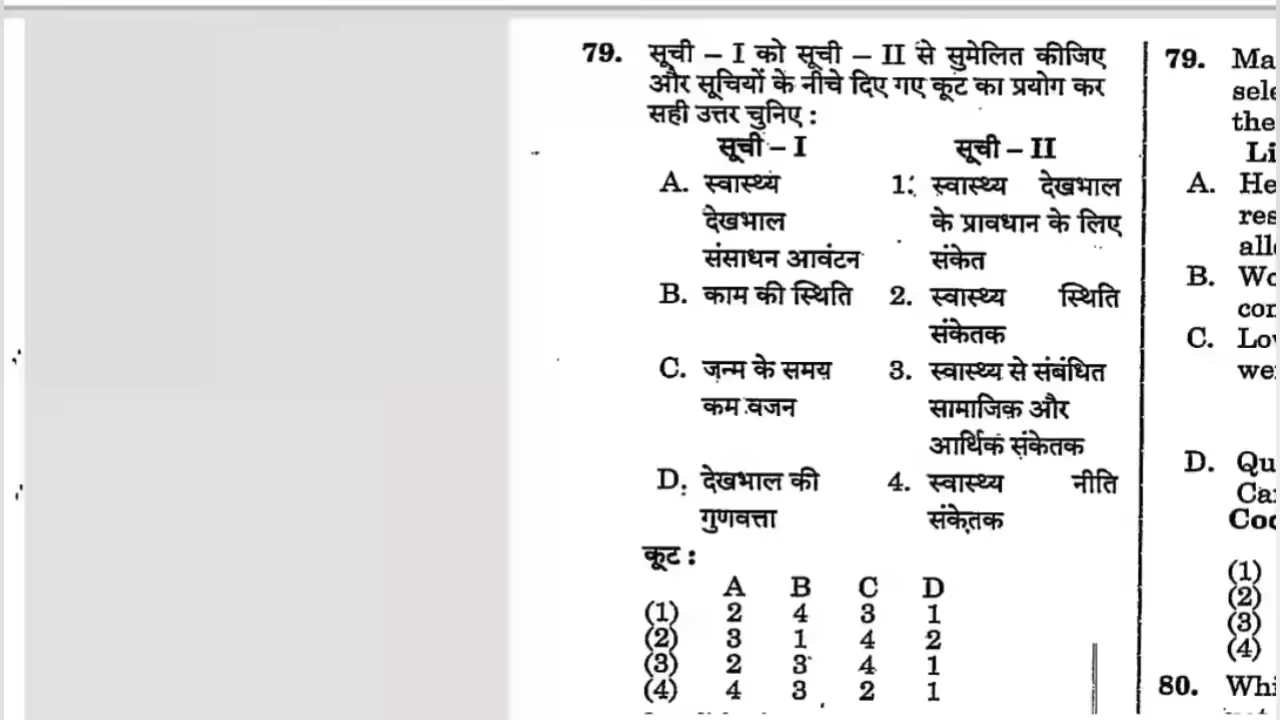 79. सूची – I को सूची – II से सुमेलित कीजिए
और सूचियों के नीचे दिए गए कूट का प्रयोग कर
सही उत्तर चुनिए :
सूची – I सूची – II
A. स्वास्थ्य 1. स्वास्थ्य देखभाल
देखभाल के प्रावधान के लिए
संसाधन आवंटन संकेत
B. काम की स्थिति 2. स्वास्थ्य स्थिति
संकेतक
C. जन्म के समय 3. स्वास्थ्य से संबंधित
कम वजन सामाजिक और
आर्थिक संकेतक
D. देखभाल की 4. स्वास्थ्य नीति
गुणवत्ता संकेतक
कूट :
A B C D
(1) 2 4 3 1
(2) 3 1 4 2
(3) 2 3 4 1
(4) 4 3 2 1
79. Ma
sele
the
Li
A. He
res
all
B. Wo
con
C. Lo
we
D. Qu
Ca
Co
(1)
(2)
(3)
(4)
80. Whi